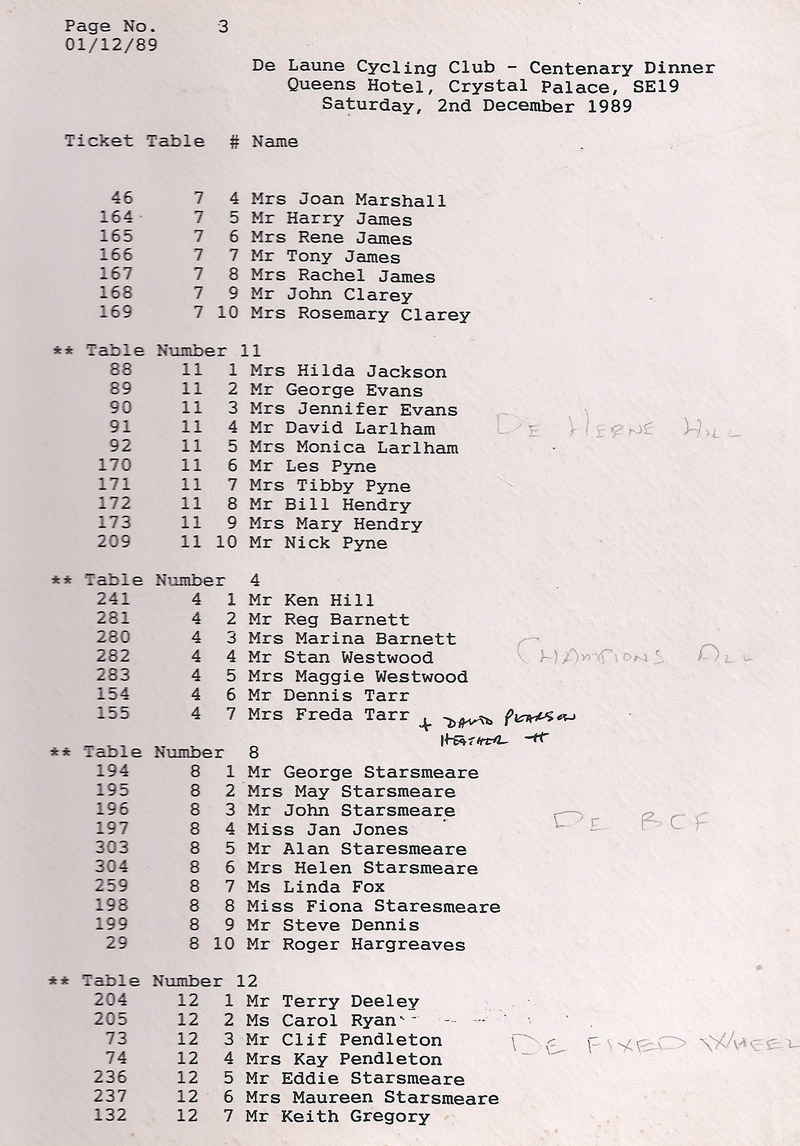 Page No. 3
01/12/89
De Laune Cycling Club - Centenary Dinner
Queens Hotel, Crystal Palace, SE19
Saturday, 2nd December 1989
Ticket Table # Name
46 7 4 Mrs Joan Marshall
164 7 5 Mr Harry James
165 7 6 Mrs Rene James
166 7 7 Mr Tony James
167 7 8 Mrs Rachel James
168 7 9 Mr John Clarey
169 7 10 Mrs Rosemary Clarey
** Table Number 11
88 11 1 Mrs Hilda Jackson
89 11 2 Mr George Evans
90 11 3 Mrs Jennifer Evans
91 11 4 Mr David Larlham DE HERNE HILL
92 11 5 Mrs Monica Larlham
170 11 6 Mr Les Pyne
171 11 7 Mrs Tibby Pyne
172 11 8 Mr Bill Hendry
173 11 9 Mrs Mary Hendry
209 11 10 Mr Nick Pyne
** Table Number 4
241 4 1 Mr Ken Hill
281 4 2 Mr Reg Barnett
280 4 3 Mrs Marina Barnett
282 4 4 Mr Stan Westwood CHAMPIONS ALL
283 4 5 Mrs Maggie Westwood
154 4 6 Mr Dennis Tarr
155 4 7 Mrs Freda Tarr + DAVID PEARSON
HEATHER "
** Table Number 8
194 8 1 Mr George Starsmeare
195 8 2 Mrs May Starsmeare
196 8 3 Mr John Starsmeare
197 8 4 Miss Jan Jones DE BCF
303 8 5 Mr Alan Staresmeare
304 8 6 Mrs Helen Starsmeare
259 8 7 Ms Linda Fox
198 8 8 Miss Fiona Staresmeare
199 8 9 Mr Steve Dennis
29 8 10 Mr Roger Hargreaves
** Table Number 12
204 12 1 Mr Terry Deeley
205 12 2 Ms Carol Ryan
73 12 3 Mr Clif Pendleton DE FIXED WHEEL
74 12 4 Mrs Kay Pendleton
236 12 5 Mr Eddie Starsmeare
237 12 6 Mrs Maureen Starsmeare
132 12 7 Mr Keith Gregory